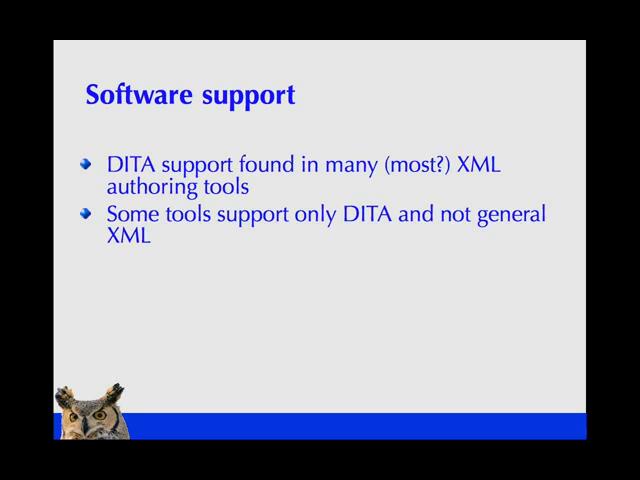 Software support
DITA support found in many (most?) XML
authoring tools
Some tools support only DITA and not general
XML